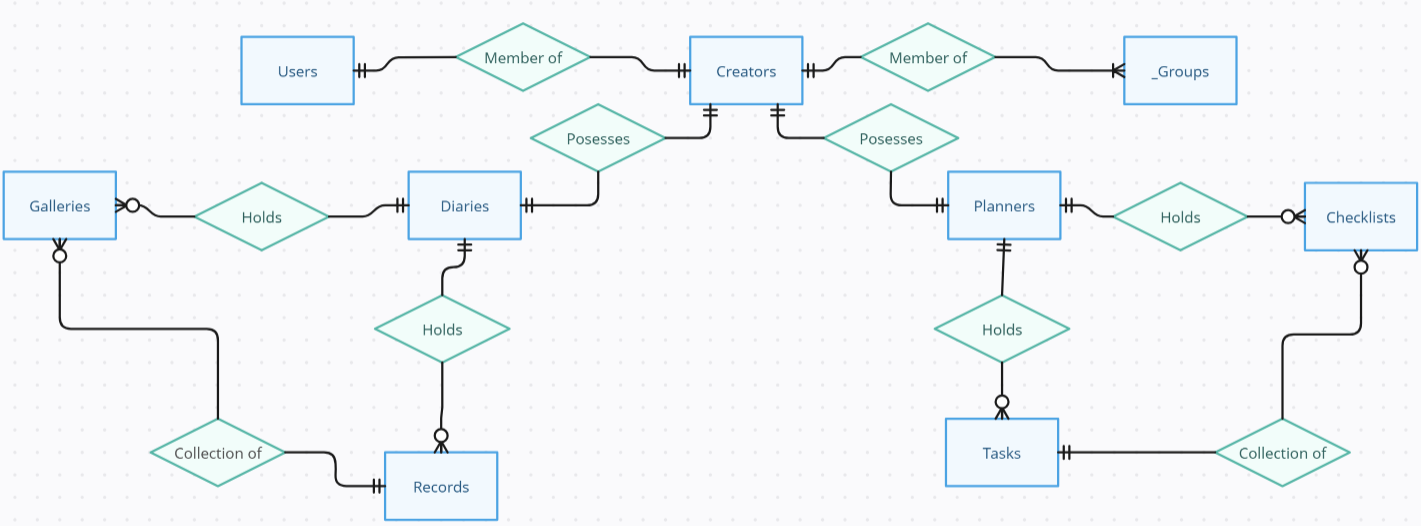 Users
Member of
Creators
Member of
_Groups
Posesses
Posesses
Galleries
Holds
Diaries
Planners
Holds
Checklists
Holds
Holds
Collection of
Records
Tasks
Collection of